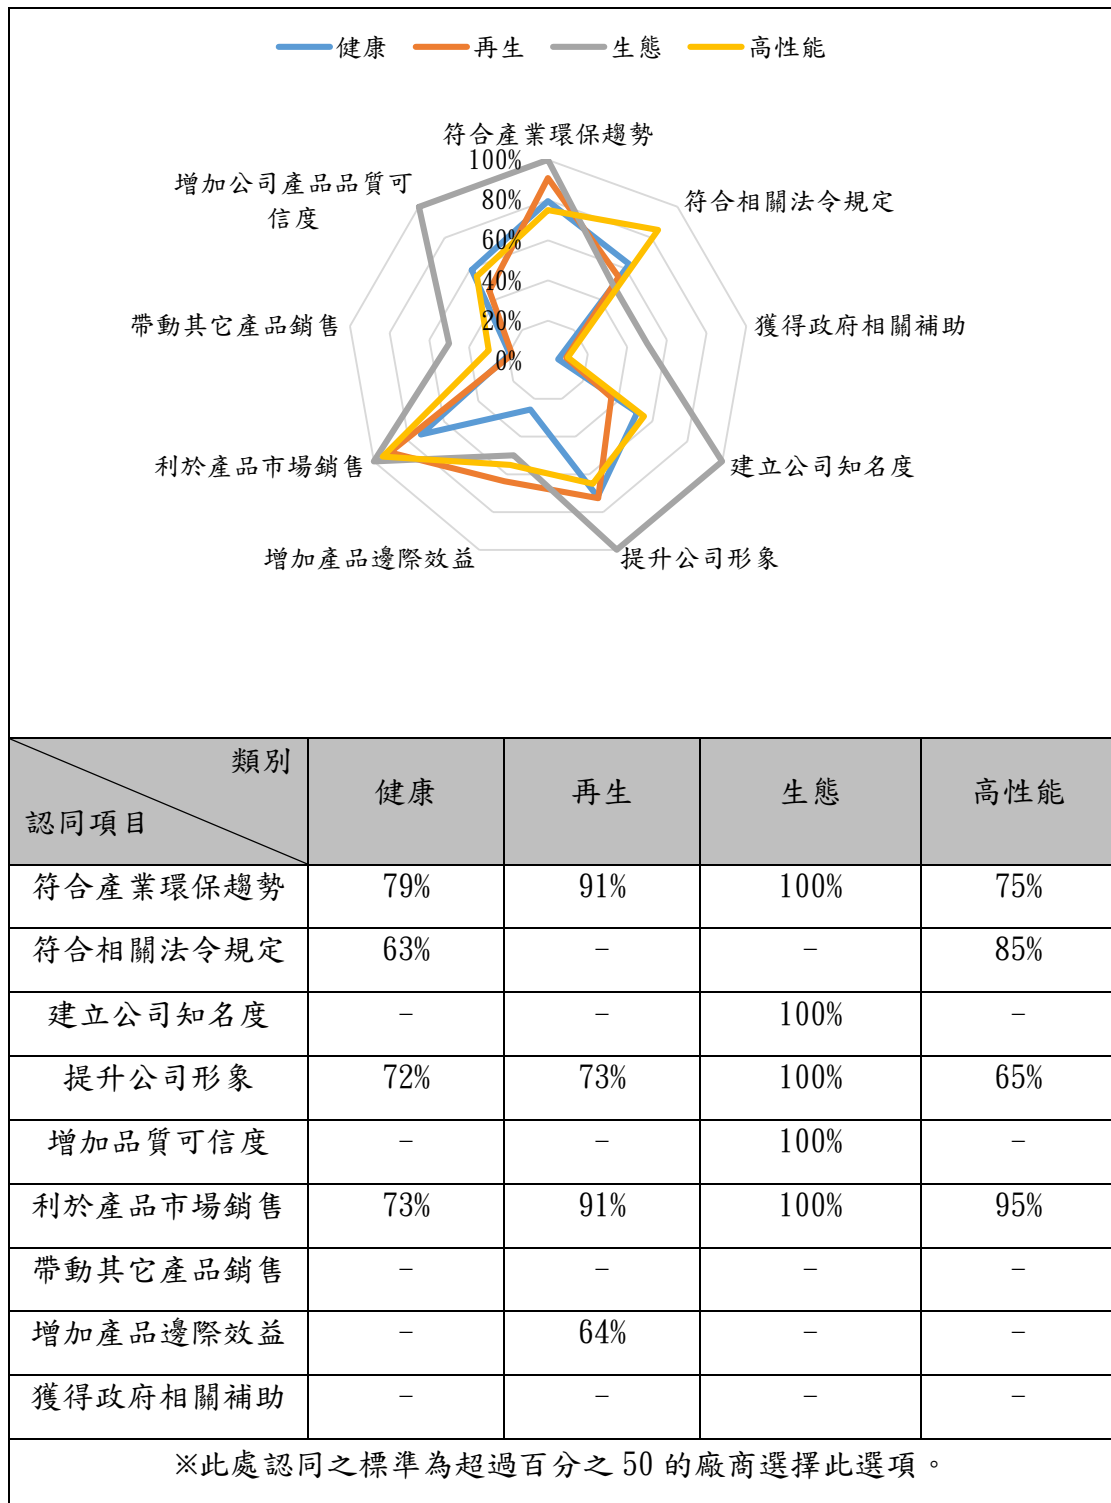 健康 再生 生態 高性能
符合產業環保趨勢
100%
80%
60%
40%
20%
0%
符合相關法令規定
獲得政府相關補助
建立公司知名度
提升公司形象
增加產品邊際效益
利於產品市場銷售
帶動其它產品銷售
增加公司產品品質可
信度
類別
認同項目
健康 再生 生態 高性能
符合產業環保趨勢 79% 91% 100% 75%
符合相關法令規定 63% － － 85%
建立公司知名度 － － 100% －
提升公司形象 72% 73% 100% 65%
增加品質可信度 － － 100% －
利於產品市場銷售 73% 91% 100% 95%
帶動其它產品銷售 － － － －
增加產品邊際效益 － 64% － －
獲得政府相關補助 － － － －
※此處認同之標準為超過百分之 50 的廠商選擇此選項。